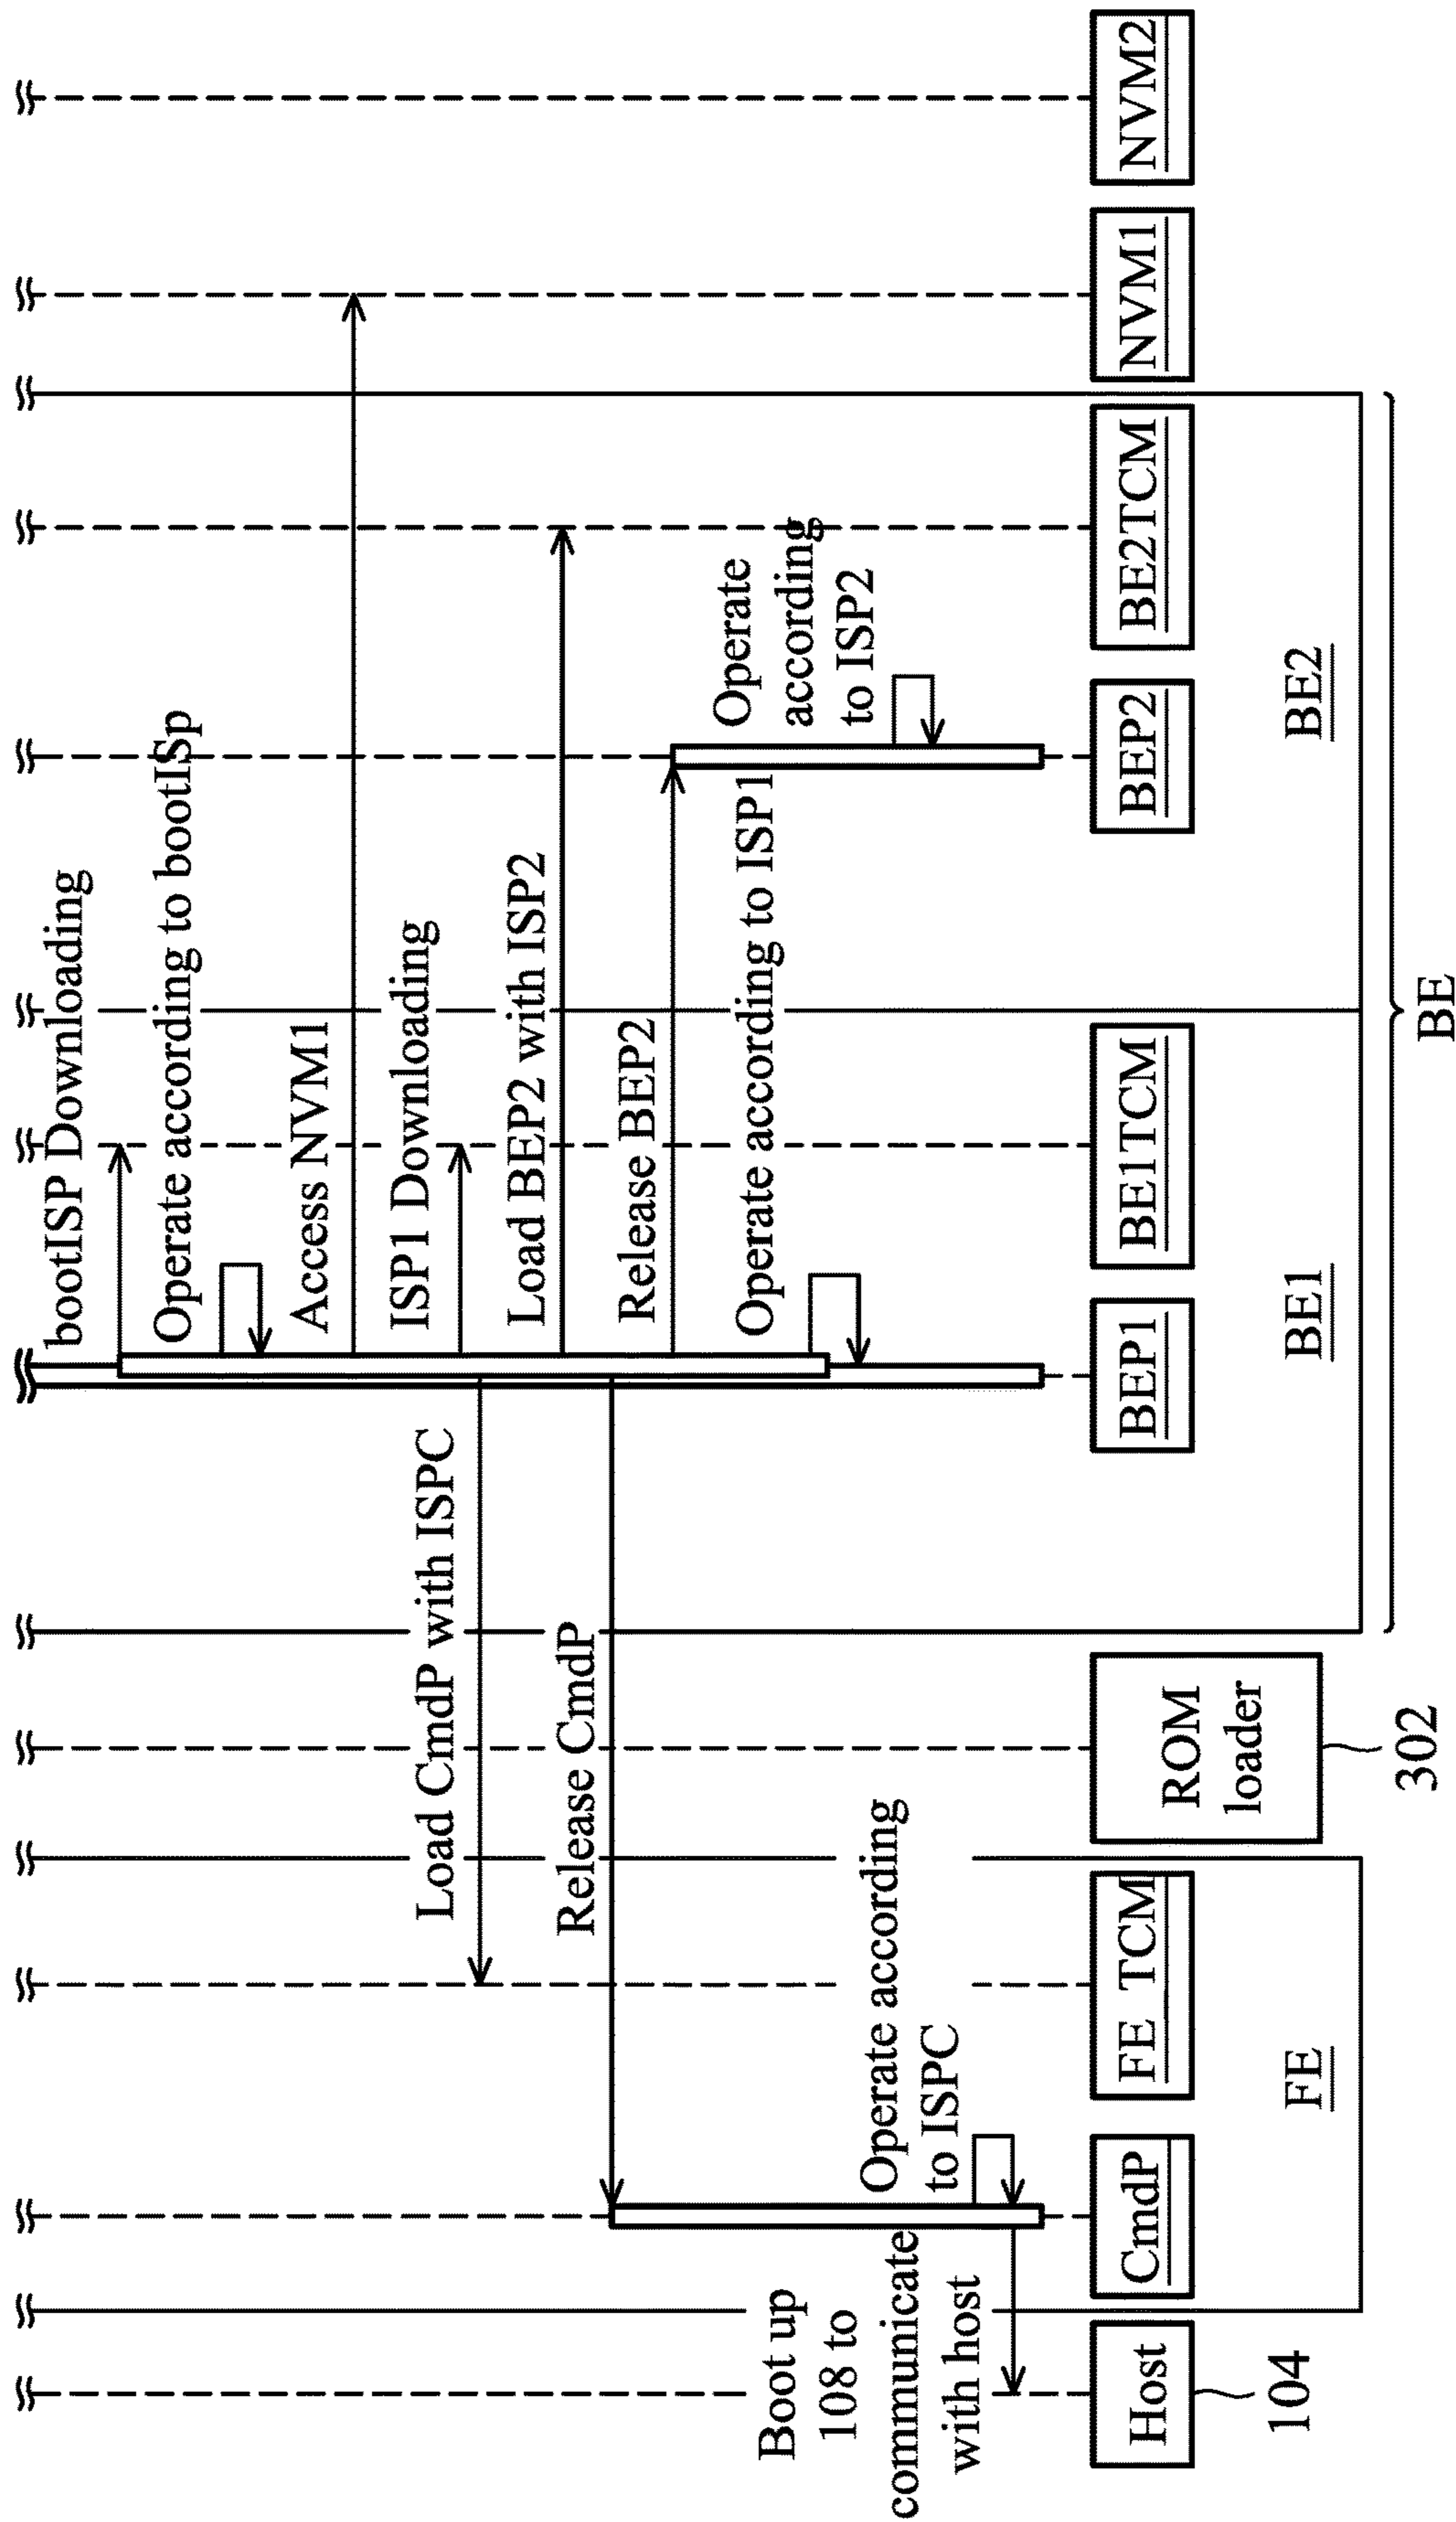 bootISP Downloading
Operate according to bootISp
Access NVM1
ISP1 Downloading
Load CmdP with ISPC
Load BEP2 with ISP2
Release CmdP
Release BEP2
Operate
according
to ISP2
Operate according to ISP1
Boot up
108 to
communicate
with host
Operate according
to ISPC
Host
CmdP
FE TCM
ROM
loader
BEP1
BE1TCM
BEP2
BE2TCM
NVM1
NVM2
104
FE
302
BE1
BE2
BE